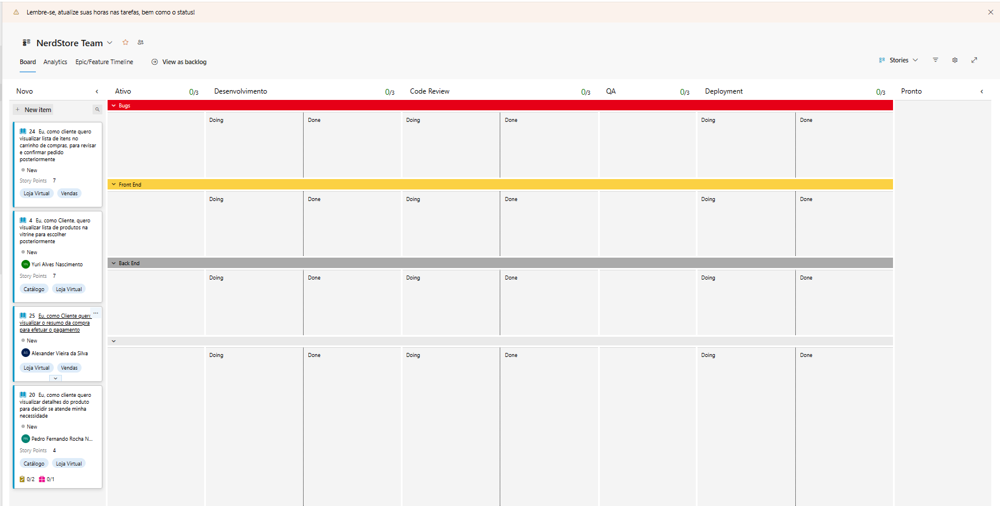 Lembre-se, atualize suas horas nas tarefas, bem como o status!
NerdStore Team
Board Analytics Epic/Feature Timeline View as backlog Stories
Novo Ativo 0/3 Desenvolvimento 0/3 Code Review 0/3 QA 0/3 Deployment 0/3 Pronto
+ New item
24 Eu, como cliente quero
visualizar lista de itens no
carrinho de compras, para revisar
e confirmar pedido
posteriormente
New
Story Points 7
Loja Virtual Vendas
4 Eu, como Cliente, quero
visualizar lista de produtos na
vitrine para escolher
posteriormente
New
YN Yuri Alves Nascimento
Story Points 7
Catálogo Loja Virtual
25 Eu, como Cliente quero
visualizar o resumo da compra
para efetuar o pagamento
New
AS Alexander Vieira da Silva
Loja Virtual Vendas
20 Eu, como cliente quero
visualizar detalhes do produto
para decidir se atende minha
necessidade
New
PN Pedro Fernando Rocha N...
Story Points 4
Catálogo Loja Virtual
0/2 0/1
Bugs
Doing Done Doing Done Doing Done
Front End
Doing Done Doing Done Doing Done
Back End
Doing Done Doing Done Doing Done
Doing Done Doing Done Doing Done